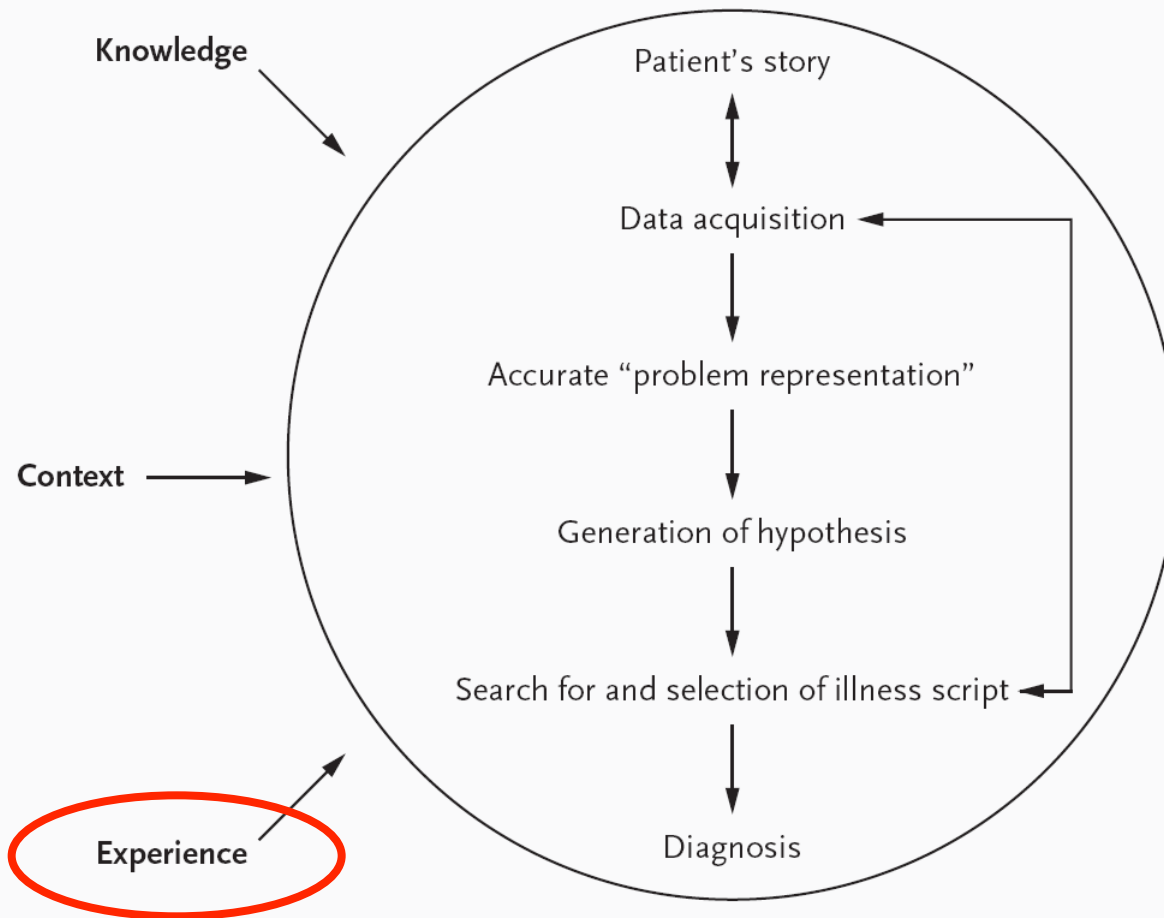 Knowledge
Patient’s story
Data acquisition
Accurate “problem representation”
Context
Generation of hypothesis
Search for and selection of illness script
Experience
Diagnosis